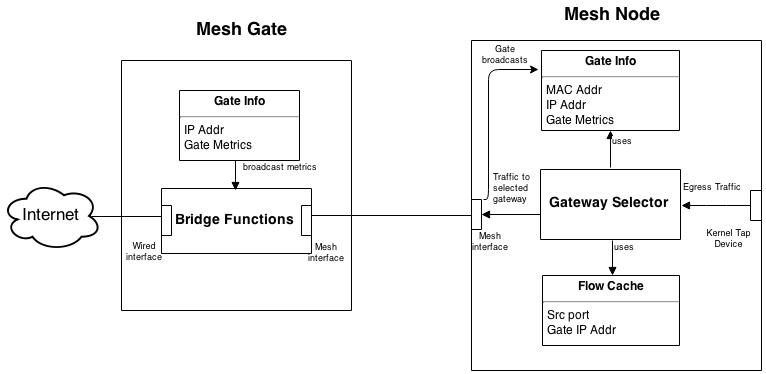 Mesh Gate
Gate Info
IP Addr
Gate Metrics
broadcast metrics
Internet
Bridge Functions
Wired
interface
Mesh
interface
Mesh Node
Gate
broadcasts
Gate Info
MAC Addr
IP Addr
Gate Metrics
uses
Traffic to
selected
gateway
Gateway Selector
Egress Traffic
Mesh
interface
Kernel Tap
Device
uses
Flow Cache
Src port
Gate IP Addr